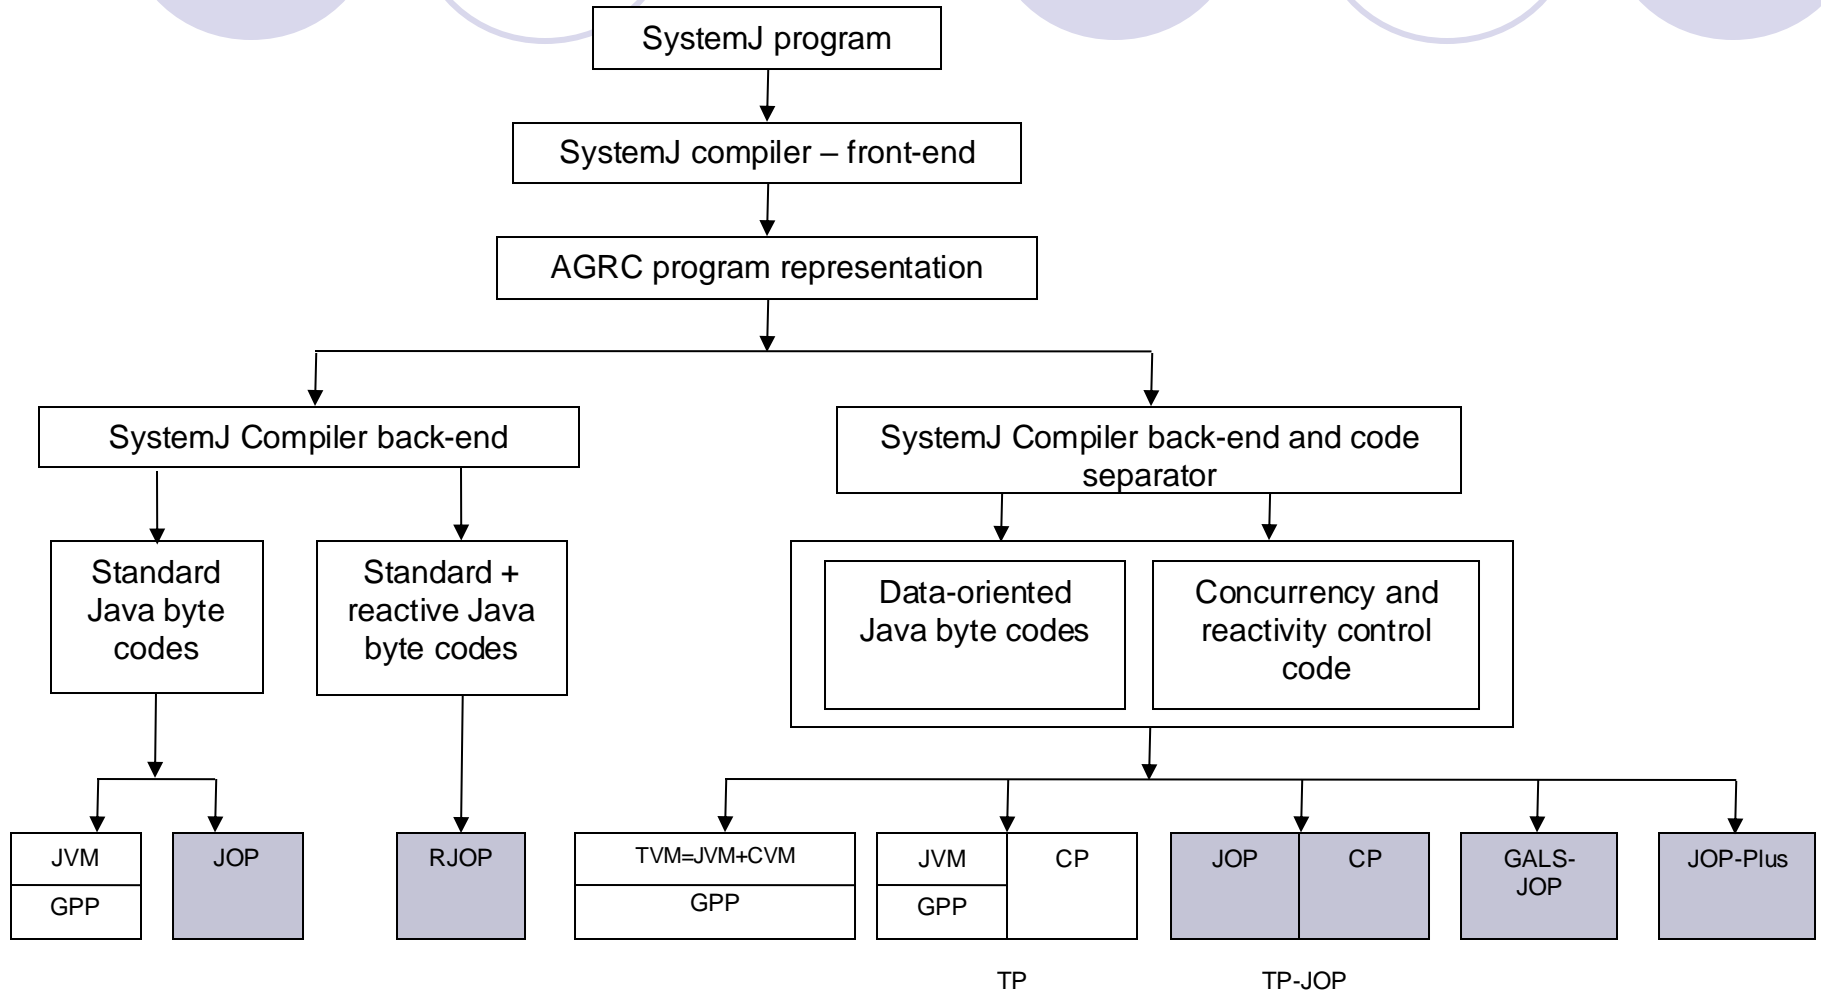 SystemJ program
SystemJ compiler – front-end
AGRC program representation
SystemJ Compiler back-end
SystemJ Compiler back-end and code
separator
Standard
Java byte
codes
Standard +
reactive Java
byte codes
Data-oriented
Java byte codes
Concurrency and
reactivity control
code
JVM
GPP
JOP
RJOP
TVM=JVM+CVM
GPP
JVM
GPP
CP
JOP
CP
GALS-
JOP
JOP-Plus
TP
TP-JOP